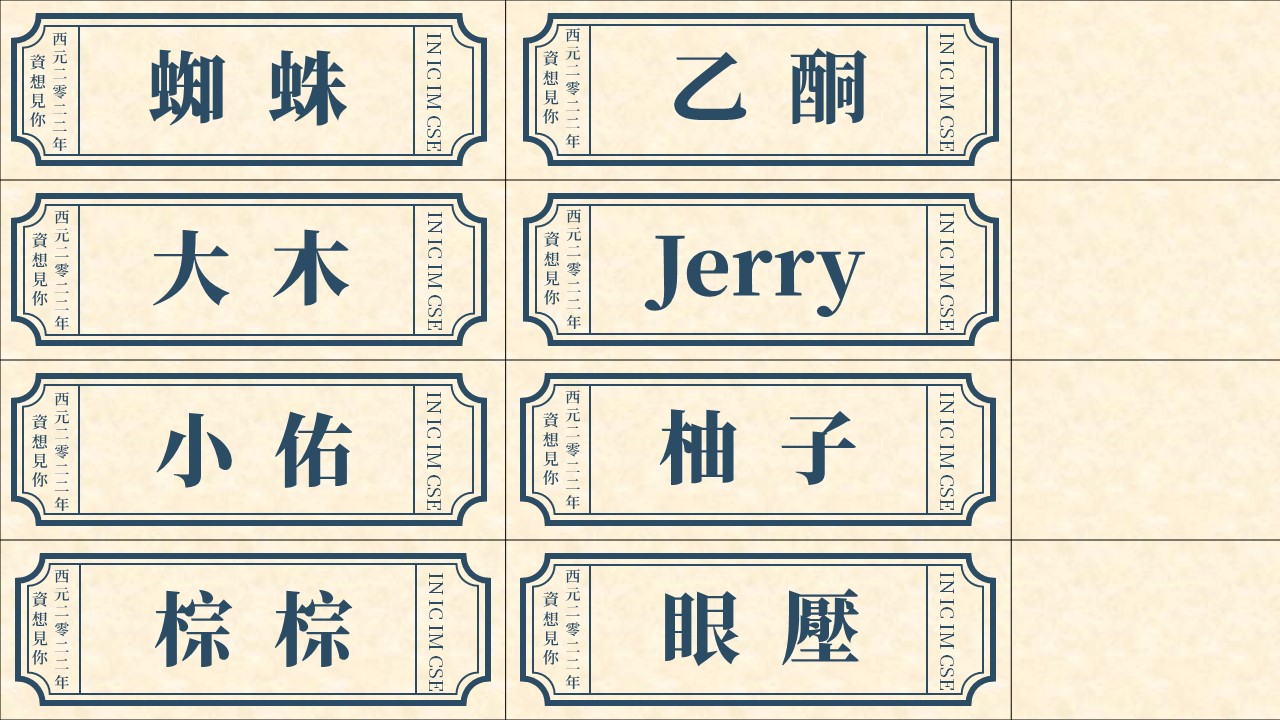 西元二零二二年
資想見你
蜘蛛
IN IC IM CSE
西元二零二二年
資想見你
乙酮
IN IC IM CSE
西元二零二二年
資想見你
大木
IN IC IM CSE
西元二零二二年
資想見你
Jerry
IN IC IM CSE
西元二零二二年
資想見你
小佑
IN IC IM CSE
西元二零二二年
資想見你
柚子
IN IC IM CSE
西元二零二二年
資想見你
棕棕
IN IC IM CSE
西元二零二二年
資想見你
眼壓
IN IC IM CSE